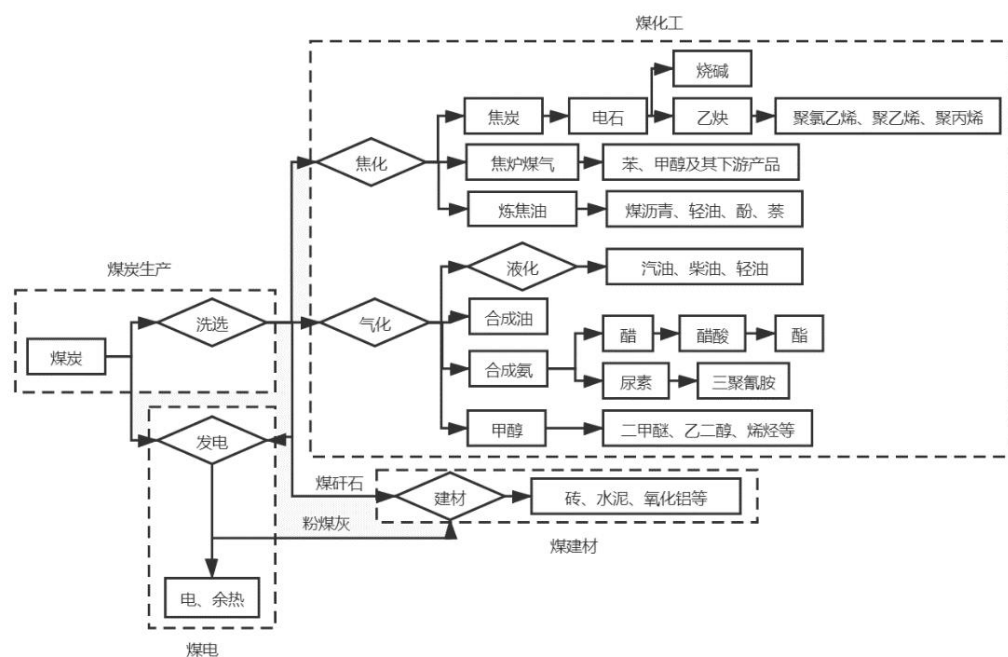 煤化工
烧碱
焦炭
电石
乙炔
聚氯乙烯、聚乙烯、聚丙烯
焦化
焦炉煤气
苯、甲醇及其下游产品
炼焦油
煤沥青、轻油、酚、萘
煤炭生产
液化
汽油、柴油、轻油
洗选
气化
合成油
煤炭
合成氨
醋
醋酸
酯
尿素
三聚氰胺
发电
甲醇
二甲醚、乙二醇、烯烃等
煤矸石
建材
砖、水泥、氧化铝等
粉煤灰
煤建材
电、余热
煤电